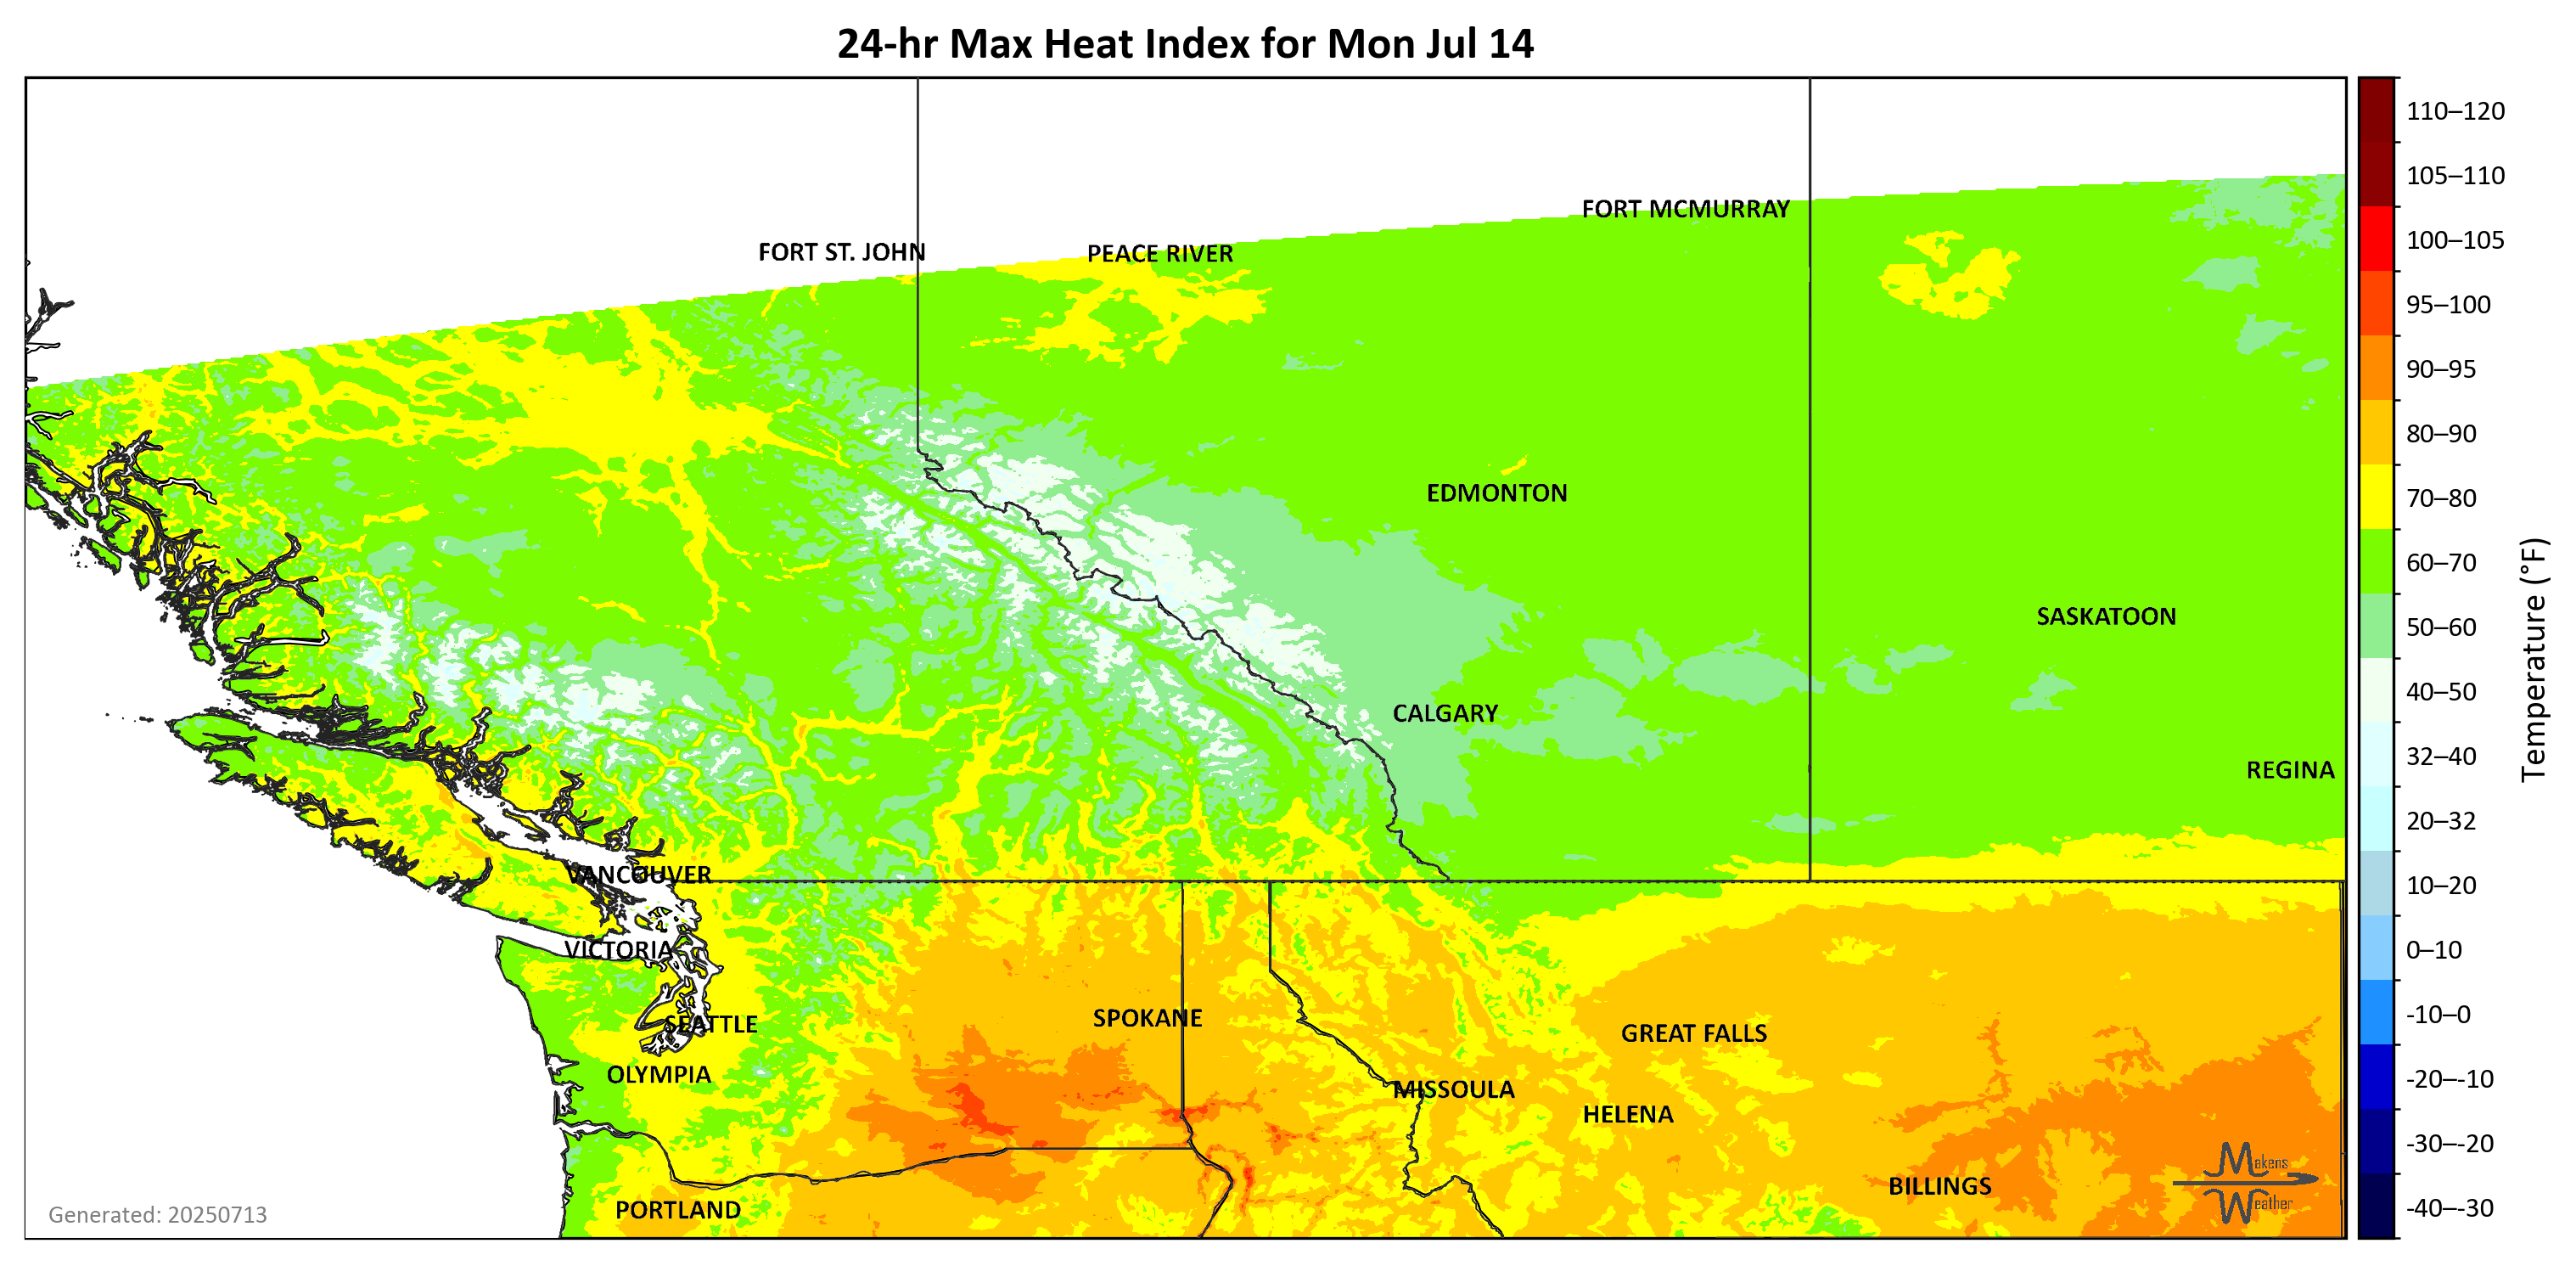 24-hr Max Heat Index for Mon Jul 14
FORT MCMURRAY
FORT ST. JOHN
PEACE RIVER
EDMONTON
SASKATOON
CALGARY
REGINA
VANCOUVER
VICTORIA
SPOKANE
SEATTLE
GREAT FALLS
OLYMPIA
MISSOULA
HELENA
BILLINGS
PORTLAND
Generated: 20250713
Makens
Weather
110–120
105–110
100–105
95–100
90–95
80–90
70–80
60–70
50–60
40–50
32–40
20–32
10–20
0–10
-10–0
-20–-10
-30–-20
-40–-30
Temperature (°F)